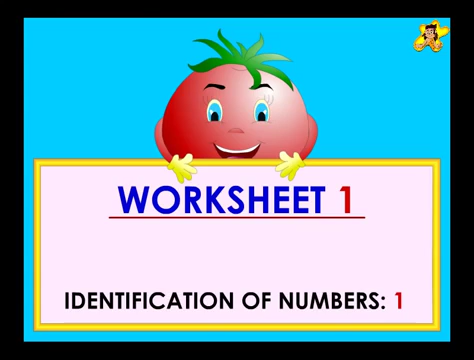 WORKSHEET 1
IDENTIFICATION OF NUMBERS: 1